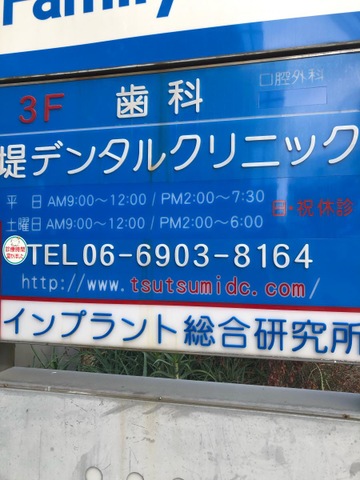 Family
3F 歯科 口腔外科
堤デンタルクリニック
平 日 AM9:00～12:00 / PM2:00～7:30
土曜日 AM9:00～12:00 / PM2:00～6:00
日・祝休診
TEL06-6903-8164
http://www.tsutsumidc.com/
インプラント総合研究所